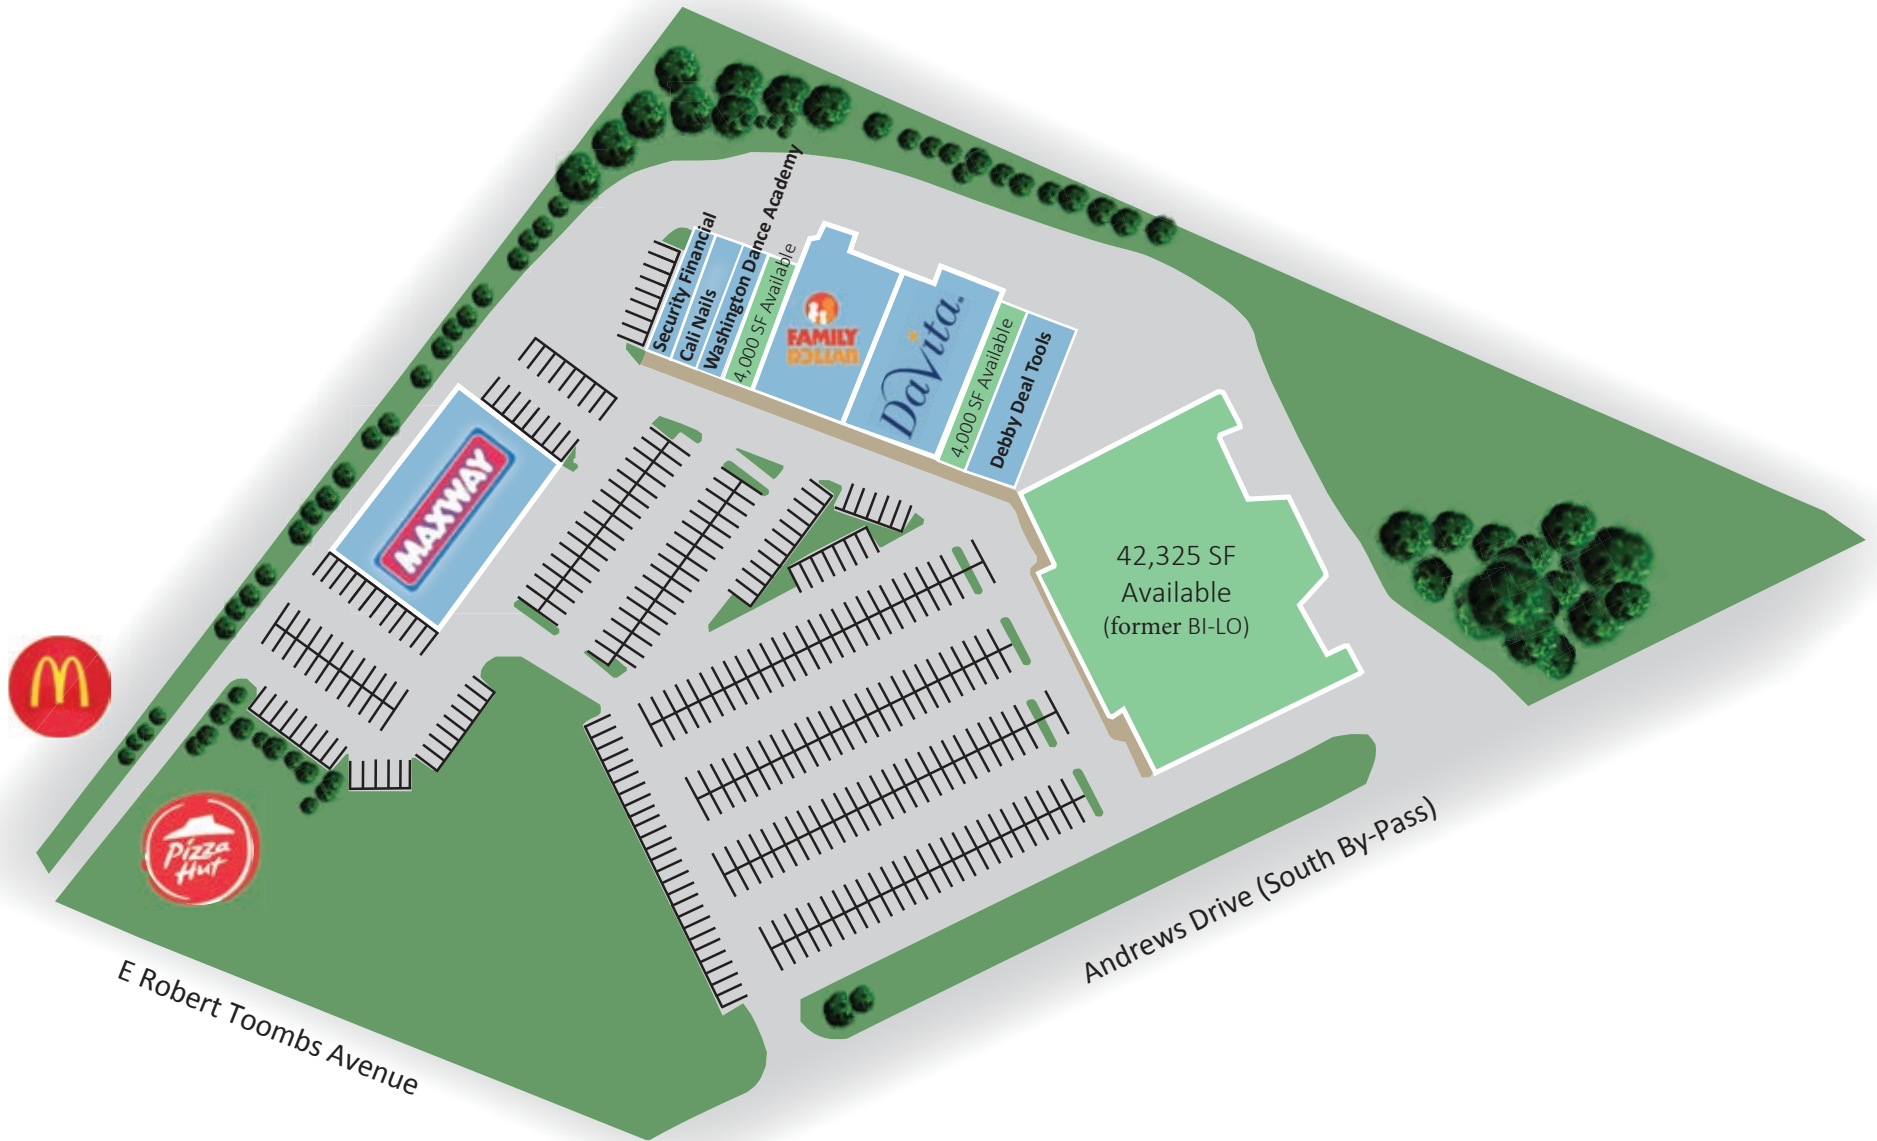 Security Financial
Cali Nails
Washington Dance Academy
4,000 SF Available
FAMILY
DOLLAR
DaVita.
4,000 SF Available
Debby Deal Tools
MAXWAY
42,325 SF
Available
(former BI-LO)
Pizza
Hut
E Robert Toombs Avenue
Andrews Drive (South By-Pass)